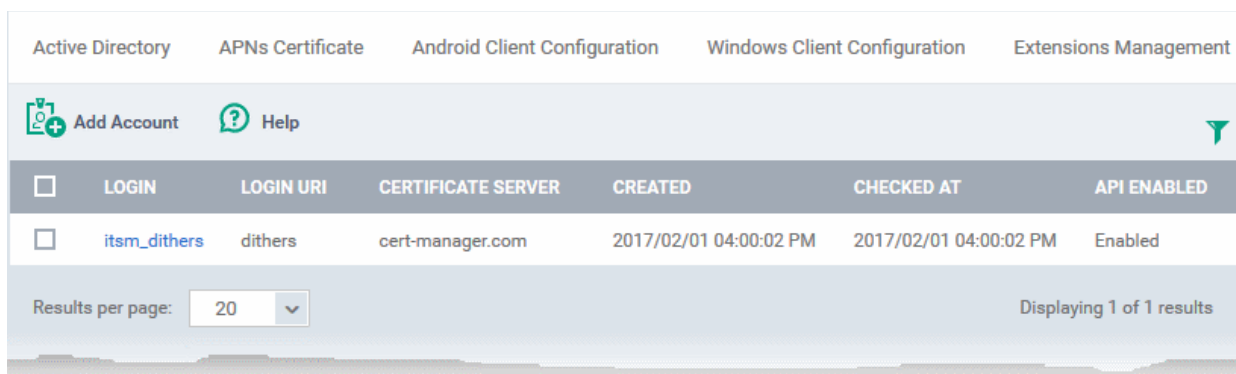 Active Directory APNs Certificate Android Client Configuration Windows Client Configuration Extensions Management
Add Account Help
LOGIN LOGIN URI CERTIFICATE SERVER CREATED CHECKED AT API ENABLED
itsm_dithers dithers cert-manager.com 2017/02/01 04:00:02 PM 2017/02/01 04:00:02 PM Enabled
Results per page: 20 Displaying 1 of 1 results